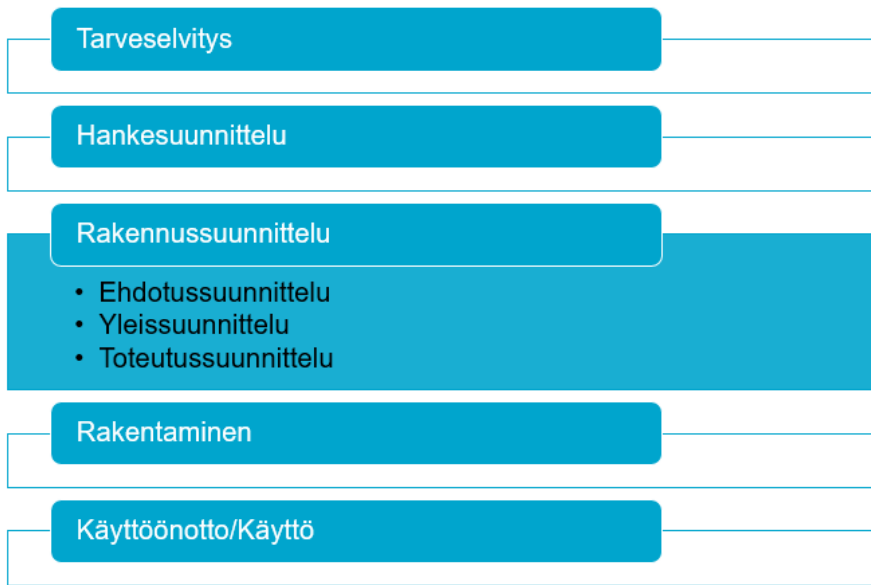 Tarveselvitys
Hankesuunnittelu
Rakennussuunnittelu
• Ehdotussuunnittelu
• Yleissuunnittelu
• Toteutussuunnittelu
Rakentaminen
Käyttöönotto/Käyttö